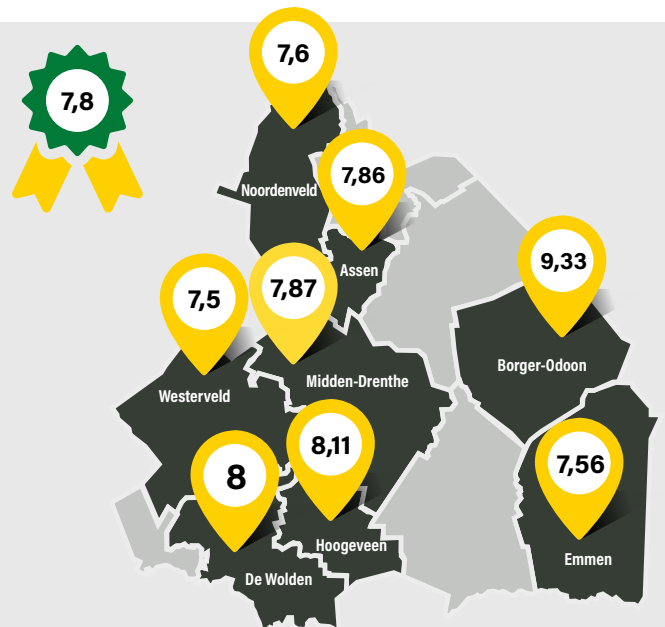 7,6
7,8
Noordenveld
7,86
Assen
7,5
7,87
9,33
Borger-Odoon
Westerveld
Midden-Drenthe
8
8,11
7,56
Hoogeveen
De Wolden
Emmen